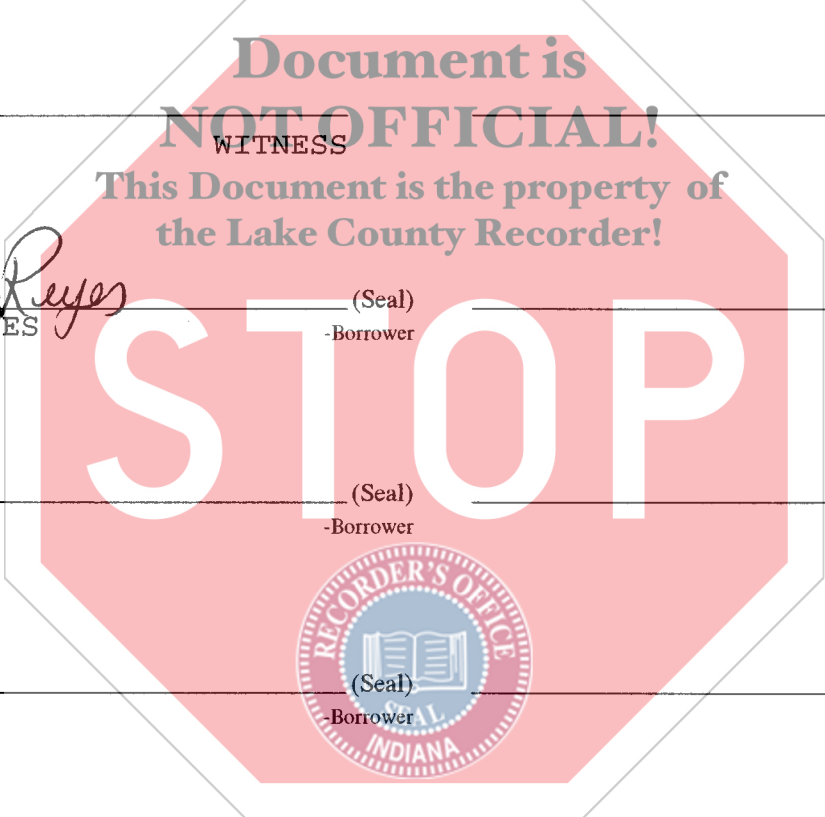 Document is
NOT OFFICIAL!
WITNESS
This Document is the property of
the Lake County Recorder!
Reyes
(Seal)
ES
-Borrower
STOP
(Seal)
-Borrower
RECORDER'S OFFICE
(Seal)
SEAL
-Borrower
INDIANA